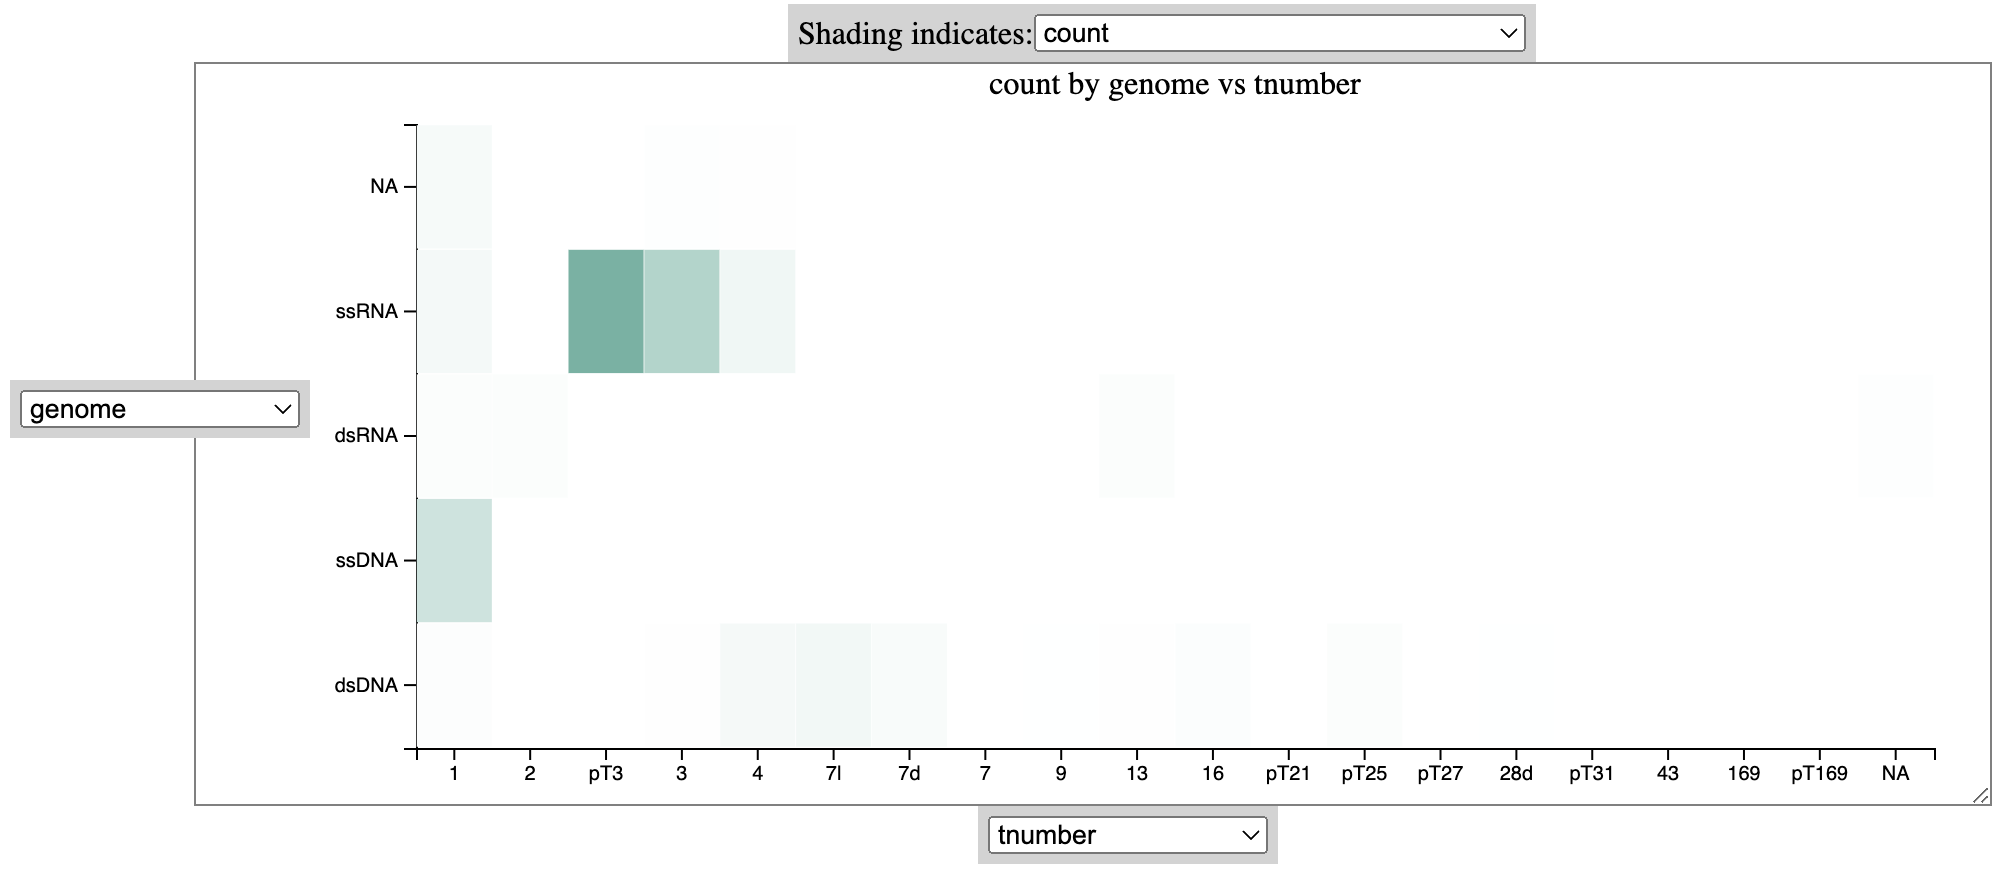 Shading indicates: count
count by genome vs tnumber
NA
ssRNA
genome
dsRNA
ssDNA
dsDNA
1 2 pT3 3 4 7l 7d 7 9 13 16 pT21 pT25 pT27 28d pT31 43 169 pT169 NA
tnumber